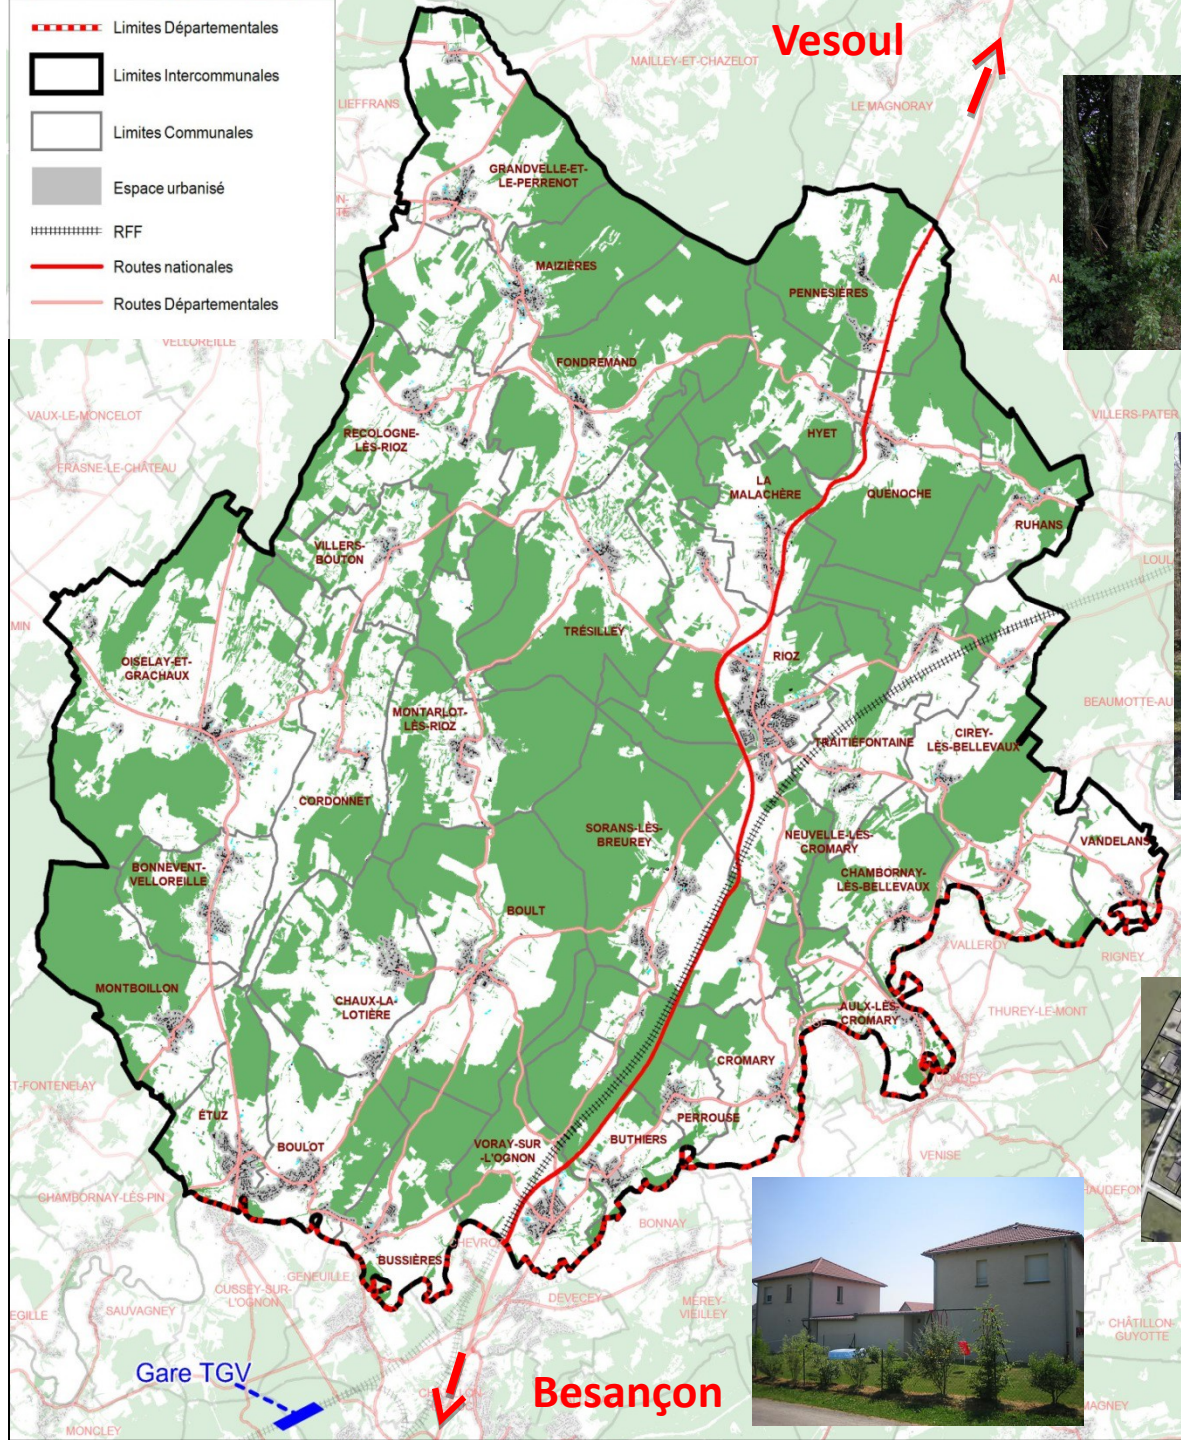 Limites Départementales
Limites Intercommunales
Limites Communales
Espace urbanisé
RFF
Routes nationales
Routes Départementales
Vesoul
MAILLEY-ET-CHAZELOT
LE MAGNORAY
LIEFFRANS
GRANDVELLE-ET-
LE-PERRENOT
MAIZIÈRES
PENNESIÈRES
VELLOREILLE
FONDREMAND
VAUX-LE-MONCELOT
VILLERS-PATER
RECOLOGNE-
LÈS-RIOZ
HYET
FRASNE-LE-CHÂTEAU
LA
MALACHÈRE
QUENOCHE
RUHANS
VILLERS-
BOUTON
LOUL
MIN
TRÉSILLEY
OISELAY-ET-
GRACHAUX
RIOZ
BEAUMOTTE-AU
MONTARLOT-
LÈS-RIOZ
TRAITIÉFONTAINE
CIREY-
LÈS-BELLEVAUX
CORDONNET
SORANS-LÈS-
BREUREY
NEUVELLE-LÈS-
CROMARY
VANDELANS
BONNEVENT-
VELLOREILLE
CHAMBORNAY-
LÈS-BELLEVAUX
BOULT
VALLEROY
RIGNEY
MONTBOILLON
CHAUX-LA-
LOTIÈRE
AULX-LÈS-
CROMARY
THUREY-LE-MONT
CROMARY
T-FONTENELAY
ÉTUZ
PERROUSE
BOULOT
VORAY-SUR
-L'OGNON
BUTHIERS
VENISE
CHAMBORNAY-LÈS-PIN
HAUDEFON
BONNAY
BUSSIÈRES
GENEUILLE
CUSSEY-SUR-
L'OGNON
DEVECEY
MEREY-
VIEILLEY
EGILLE
SAUVAGNEY
CHÂTILLON-
GUYOTTE
Gare TGV
Besançon
MAGNEY
MONCLEY